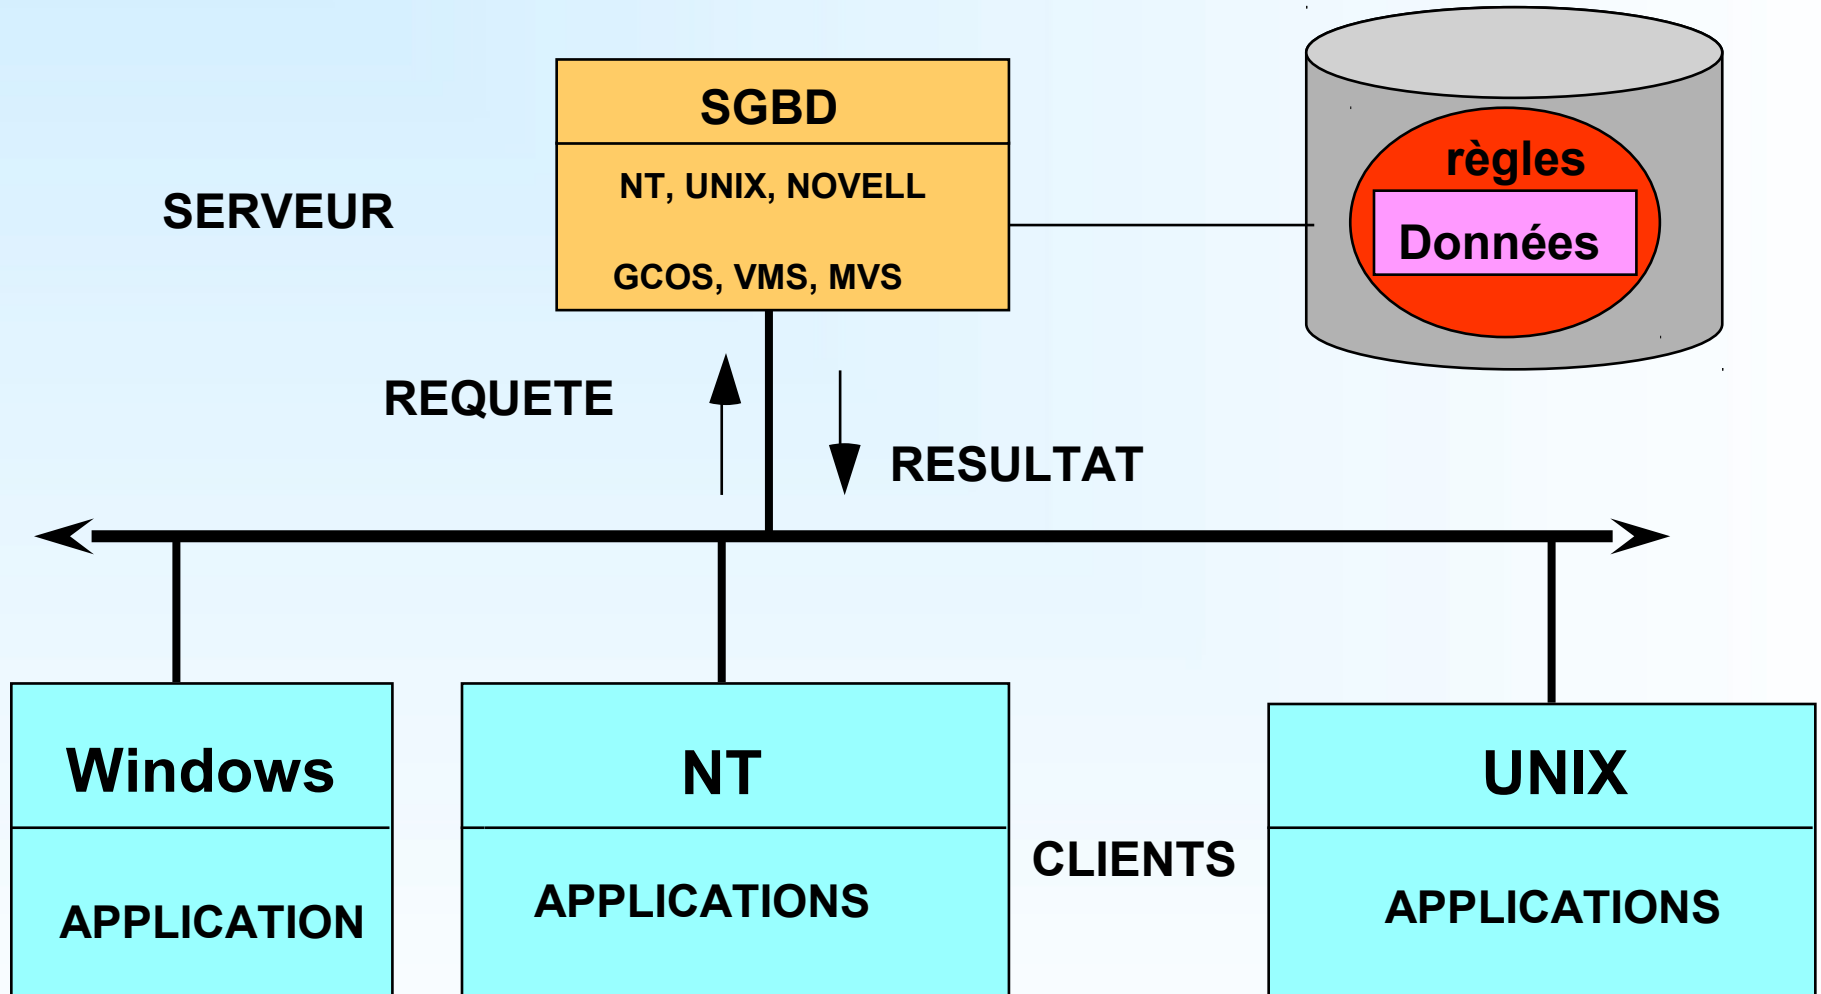 SGBD
NT, UNIX, NOVELL
GCOS, VMS, MVS
SERVEUR
règles
Données
REQUETE
RESULTAT
Windows
APPLICATION
NT
APPLICATIONS
CLIENTS
UNIX
APPLICATIONS